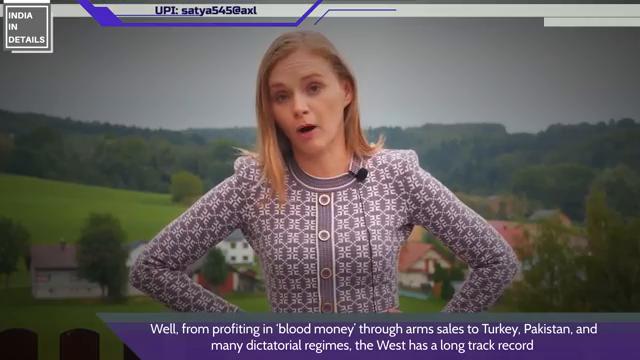 UPI: satya545@axl
INDIA
IN
DETAILS
Well, from profiting in 'blood money' through arms sales to Turkey, Pakistan, and
many dictatorial regimes, the West has a long track record